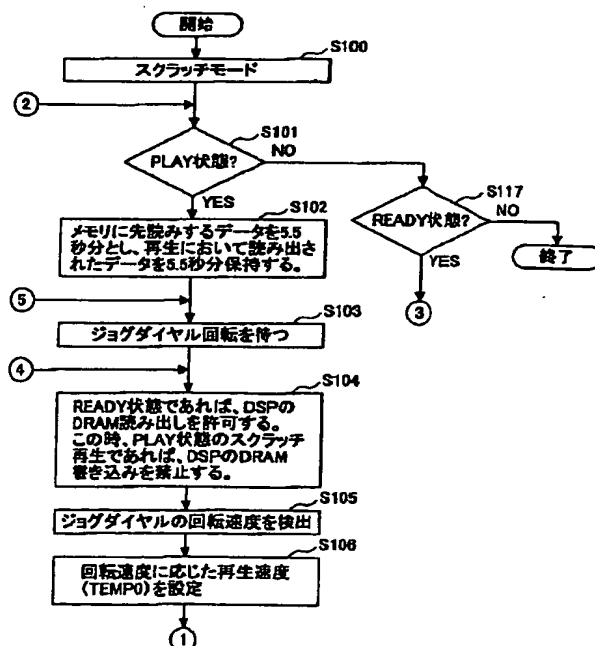 開始
S100
スクラッチモード
②
S101
PLAY状態?
NO
YES
S117
READY状態?
NO
YES
終了
③
S102
メモリに先読みするデータを5.5
秒分とし、再生において読み出され
たデータを5.5秒分保持する。
⑤
S103
ジョグダイヤル回転を待つ
④
S104
READY状態であれば、DSPの
DRAM読み出しを許可する。
この時、PLAY状態のスクラッチ
再生であれば、DSPのDRAM
書き込みを禁止する。
S105
ジョグダイヤルの回転速度を検出
S106
回転速度に応じた再生速度
(TEMPO)を設定
①